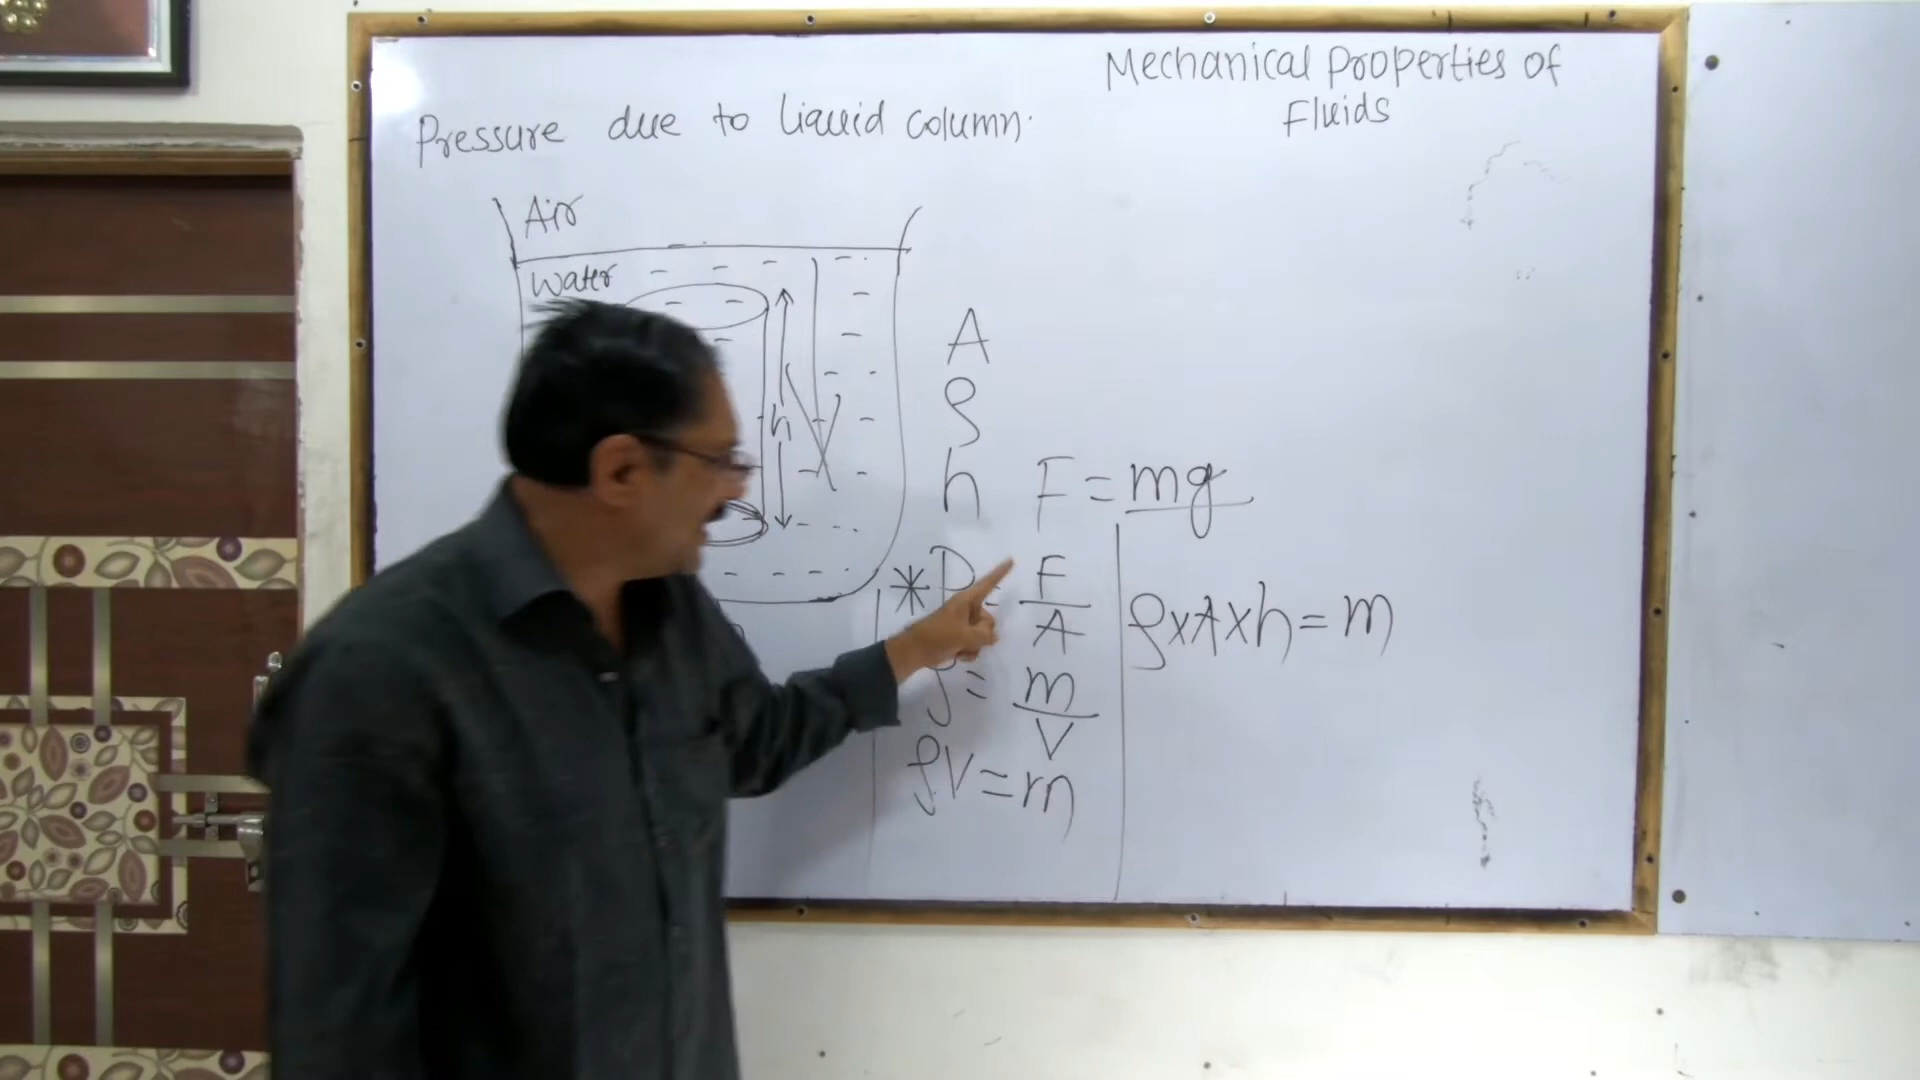 Mechanical Properties of
Fluids
Pressure due to liquid column.
Air
Water
h
A
ρ
h
F = mg
* P = F/A
ρ = m/V
ρV = m
ρ×A×h = m